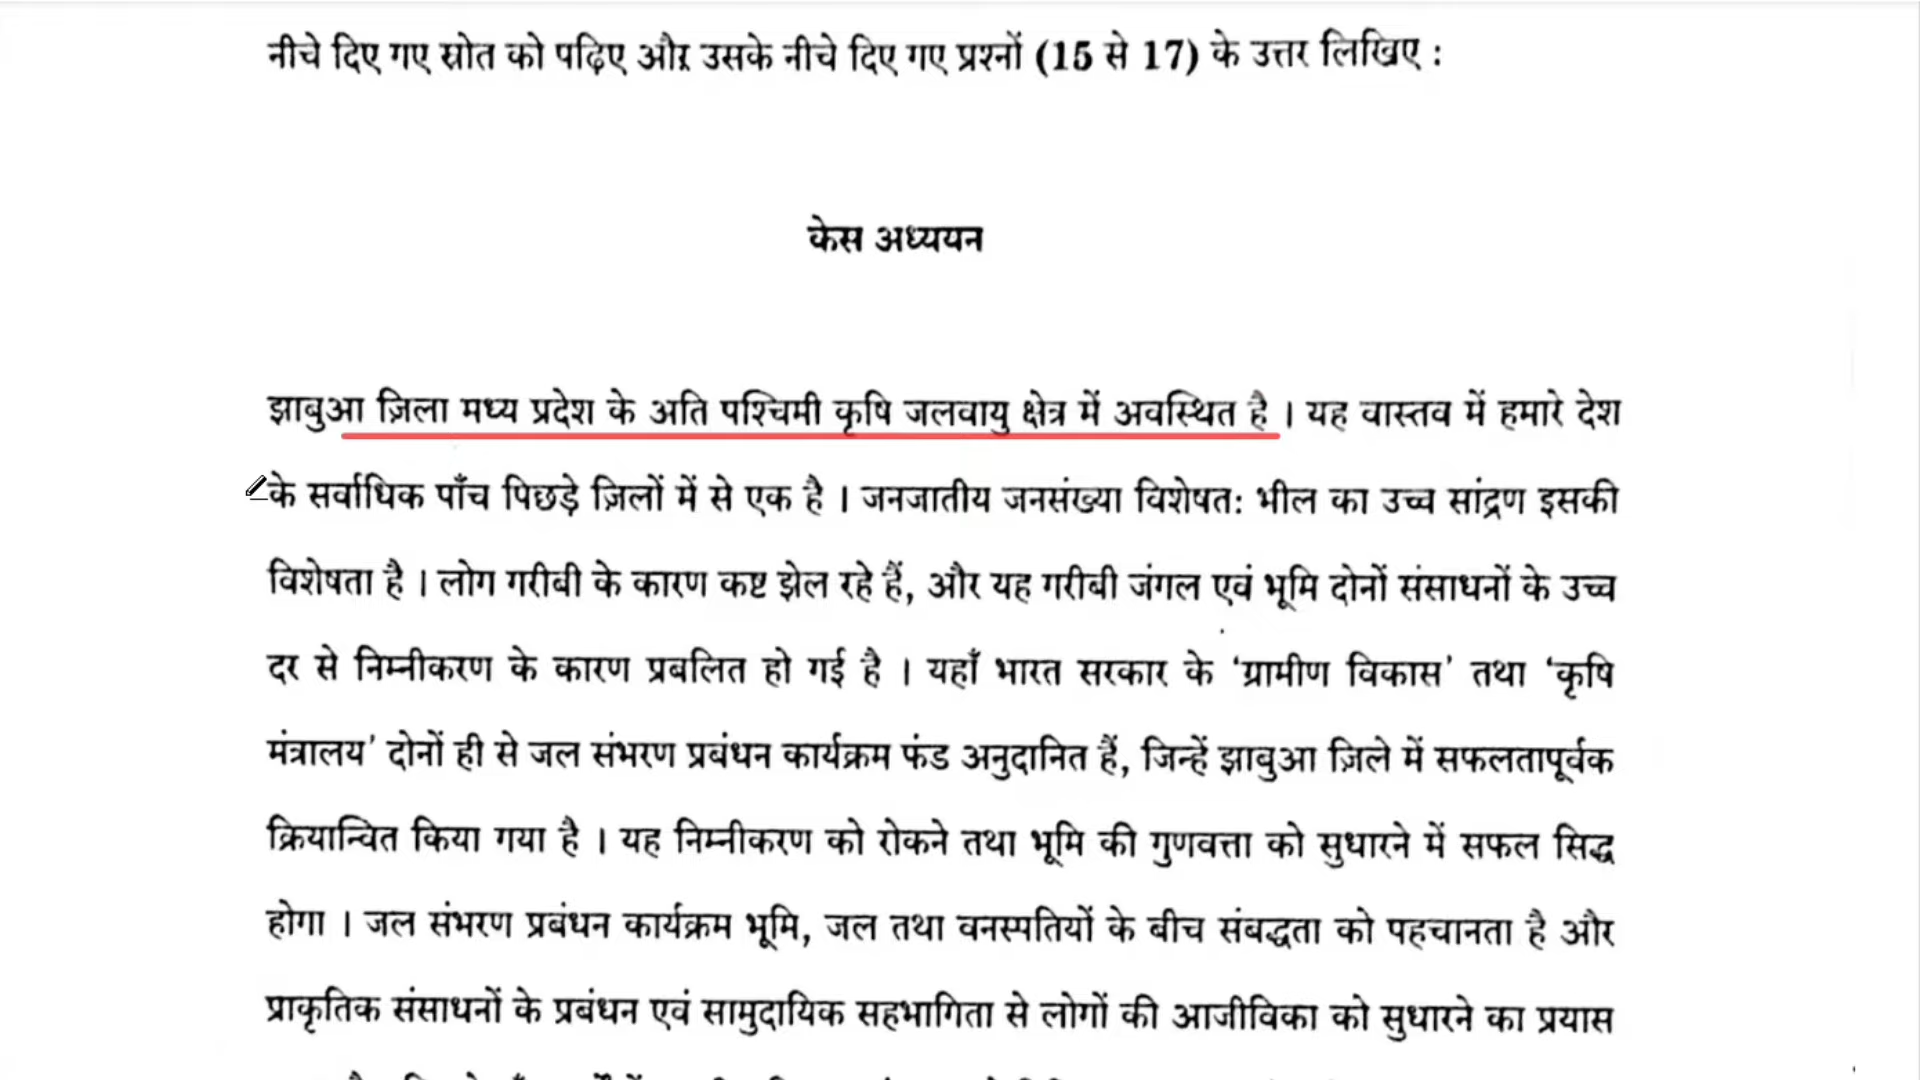 नीचे दिए गए स्रोत को पढ़िए और उसके नीचे दिए गए प्रश्नों (15 से 17) के उत्तर लिखिए :
केस अध्ययन
झाबुआ ज़िला मध्य प्रदेश के अति पश्चिमी कृषि जलवायु क्षेत्र में अवस्थित है । यह वास्तव में हमारे देश
के सर्वाधिक पाँच पिछड़े ज़िलों में से एक है । जनजातीय जनसंख्या विशेषत: भील का उच्च सांद्रण इसकी
विशेषता है । लोग गरीबी के कारण कष्ट झेल रहे हैं, और यह गरीबी जंगल एवं भूमि दोनों संसाधनों के उच्च
दर से निम्नीकरण के कारण प्रबलित हो गई है । यहाँ भारत सरकार के ‘ग्रामीण विकास’ तथा ‘कृषि
मंत्रालय’ दोनों ही से जल संभरण प्रबंधन कार्यक्रम फंड अनुदानित हैं, जिन्हें झाबुआ ज़िले में सफलतापूर्वक
क्रियान्वित किया गया है । यह निम्नीकरण को रोकने तथा भूमि की गुणवत्ता को सुधारने में सफल सिद्ध
होगा । जल संभरण प्रबंधन कार्यक्रम भूमि, जल तथा वनस्पतियों के बीच संबद्धता को पहचानता है और
प्राकृतिक संसाधनों के प्रबंधन एवं सामुदायिक सहभागिता से लोगों की आजीविका को सुधारने का प्रयास